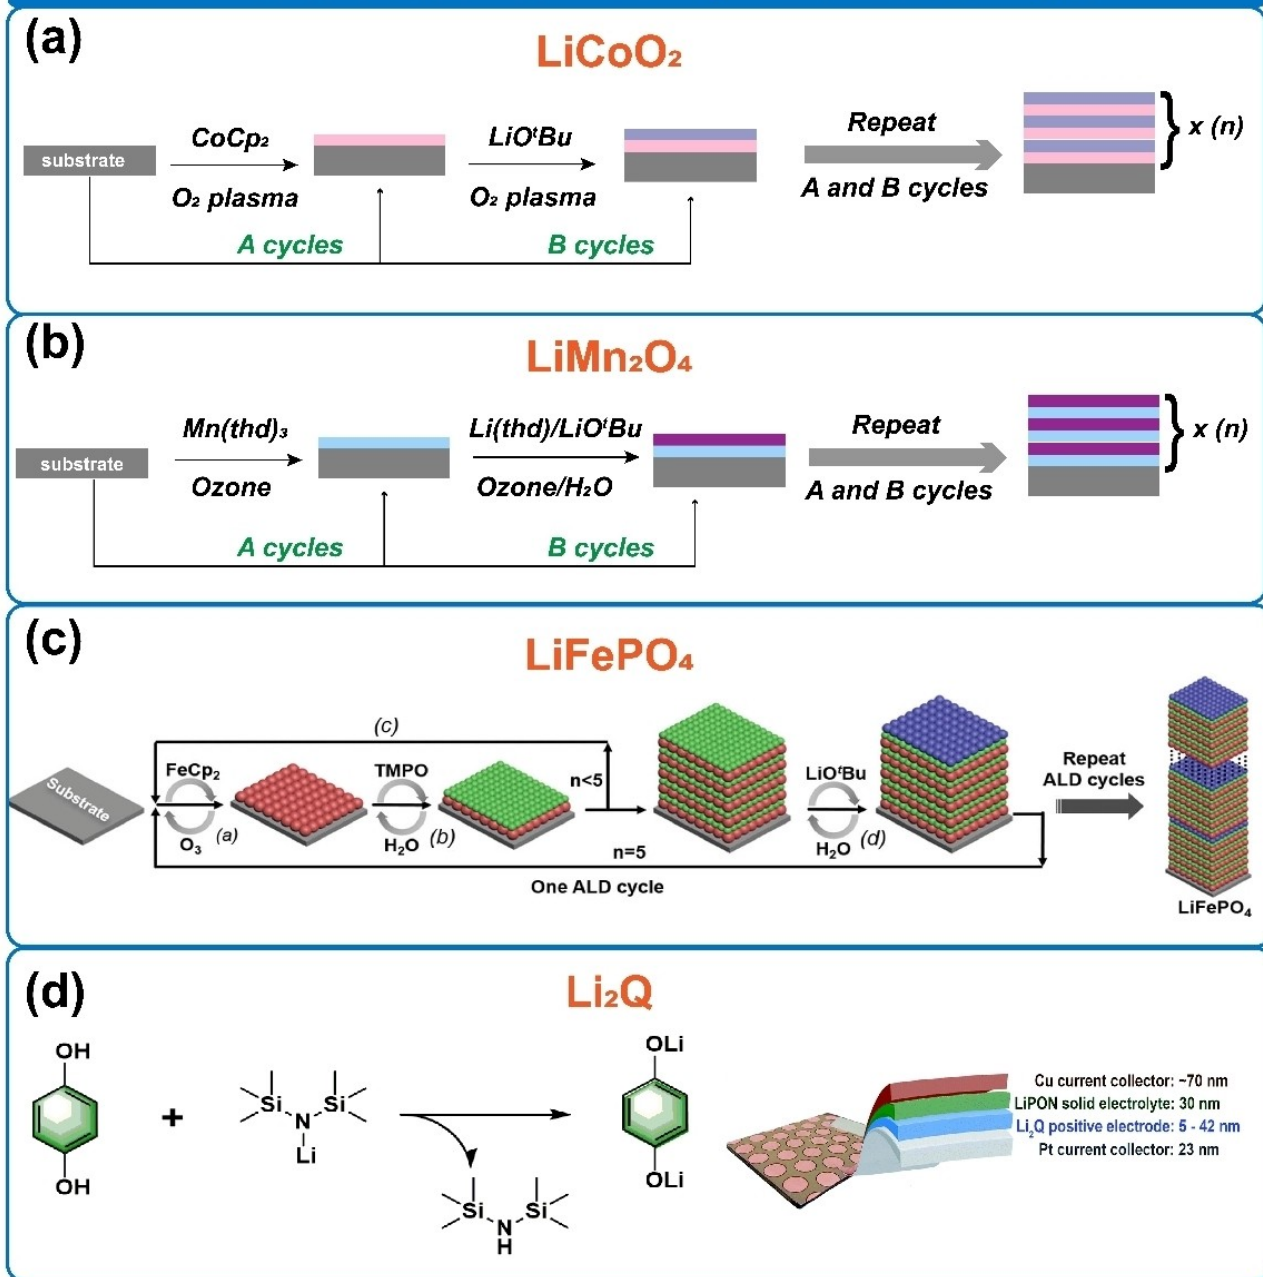 (a)
LiCoO₂
substrate
CoCp₂
O₂ plasma
LiOᵗBu
O₂ plasma
Repeat
A and B cycles
} x (n)
A cycles
B cycles
(b)
LiMn₂O₄
substrate
Mn(thd)₃
Ozone
Li(thd)/LiOᵗBu
Ozone/H₂O
Repeat
A and B cycles
} x (n)
A cycles
B cycles
(c)
LiFePO₄
Substrate
(c)
FeCp₂
O₃
(a)
TMPO
H₂O
(b)
n<5
n=5
LiOᵗBu
H₂O
(d)
One ALD cycle
Repeat
ALD cycles
LiFePO₄
(d)
Li₂Q
OH
OH
+
Si
Si
N
Li
Si
Si
N
H
OLi
OLi
Cu current collector: ~70 nm
LiPON solid electrolyte: 30 nm
Li₂Q positive electrode: 5 - 42 nm
Pt current collector: 23 nm